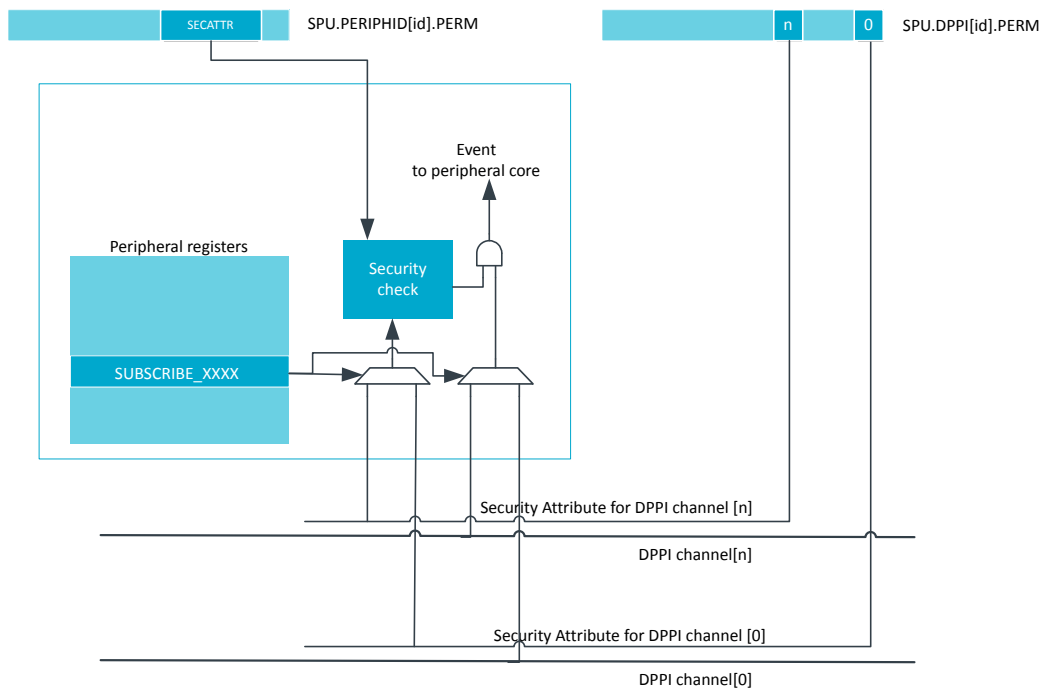 SECATTR
SPU.PERIPHID[id].PERM
n
0
SPU.DPPI[id].PERM
Event
to peripheral core
Peripheral registers
Security
check
SUBSCRIBE_XXXX
Security Attribute for DPPI channel [n]
DPPI channel[n]
Security Attribute for DPPI channel [0]
DPPI channel[0]